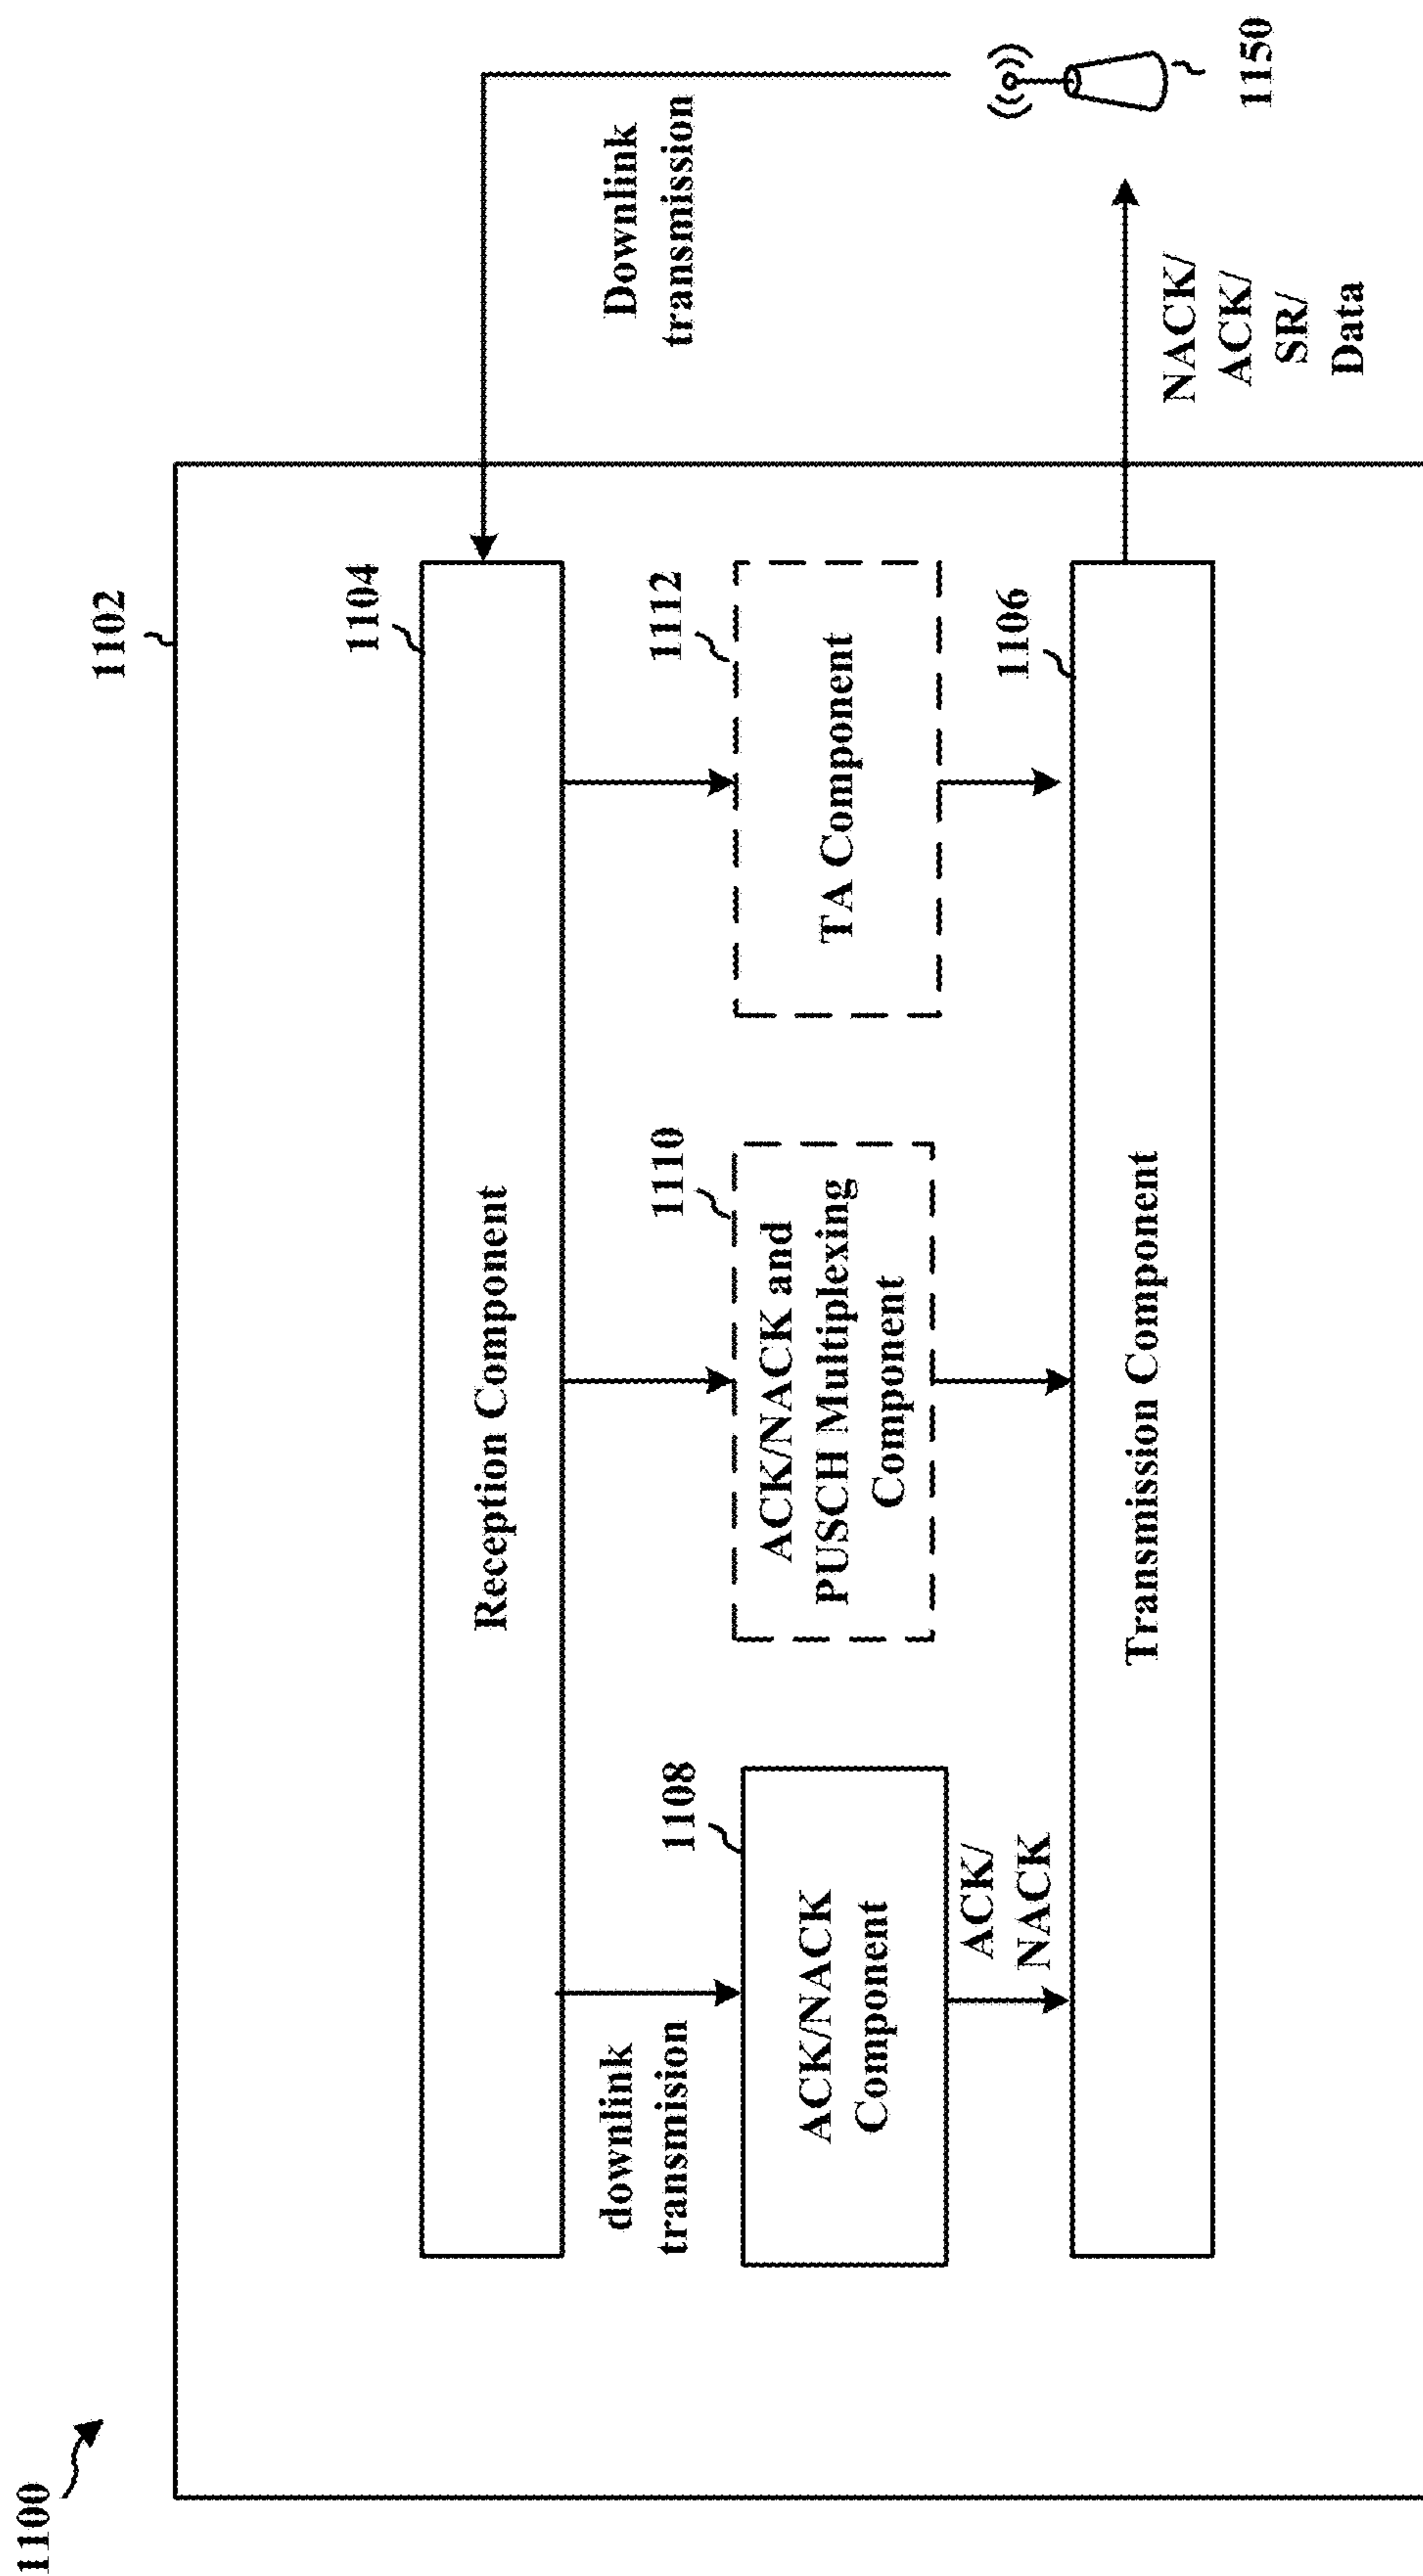 1100
1102
1104
Reception Component
Downlink
transmission
downlink
transmision
1108
ACK/NACK
Component
1110
ACK/NACK and
PUSCH Multiplexing
Component
1112
TA Component
ACK/
NACK
1106
Transmission Component
NACK/
ACK/
SR/
Data
1150